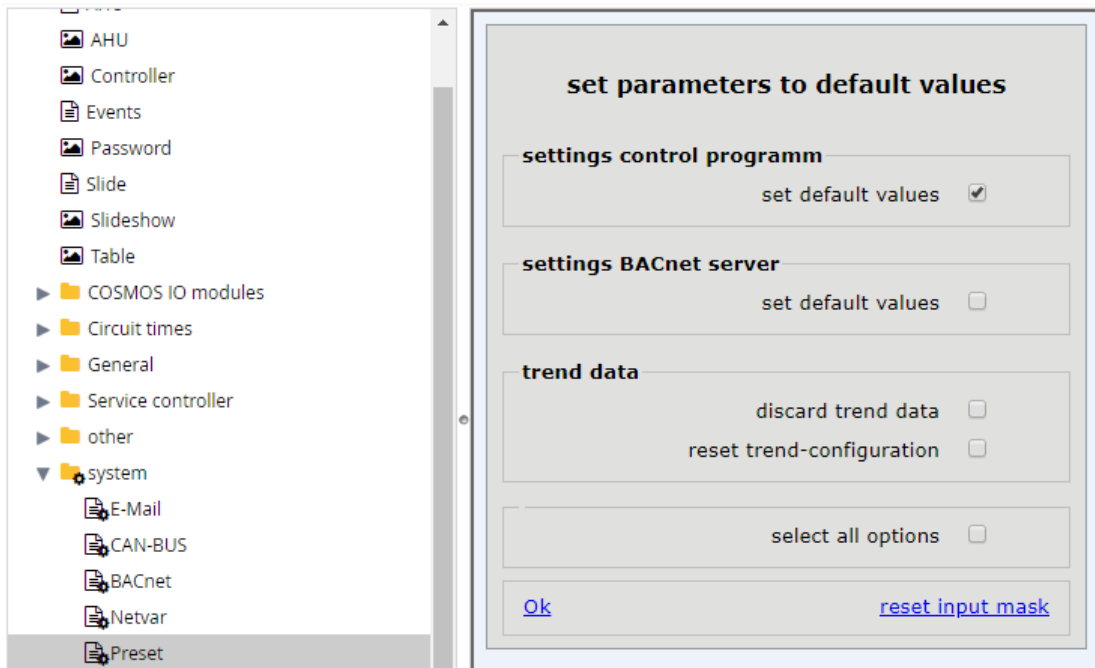 AHU
Controller
Events
Password
Slide
Slideshow
Table
COSMOS IO modules
Circuit times
General
Service controller
other
system
E-Mail
CAN-BUS
BACnet
Netvar
Preset
set parameters to default values
settings control programm
set default values
settings BACnet server
set default values
trend data
discard trend data
reset trend-configuration
select all options
Ok
reset input mask